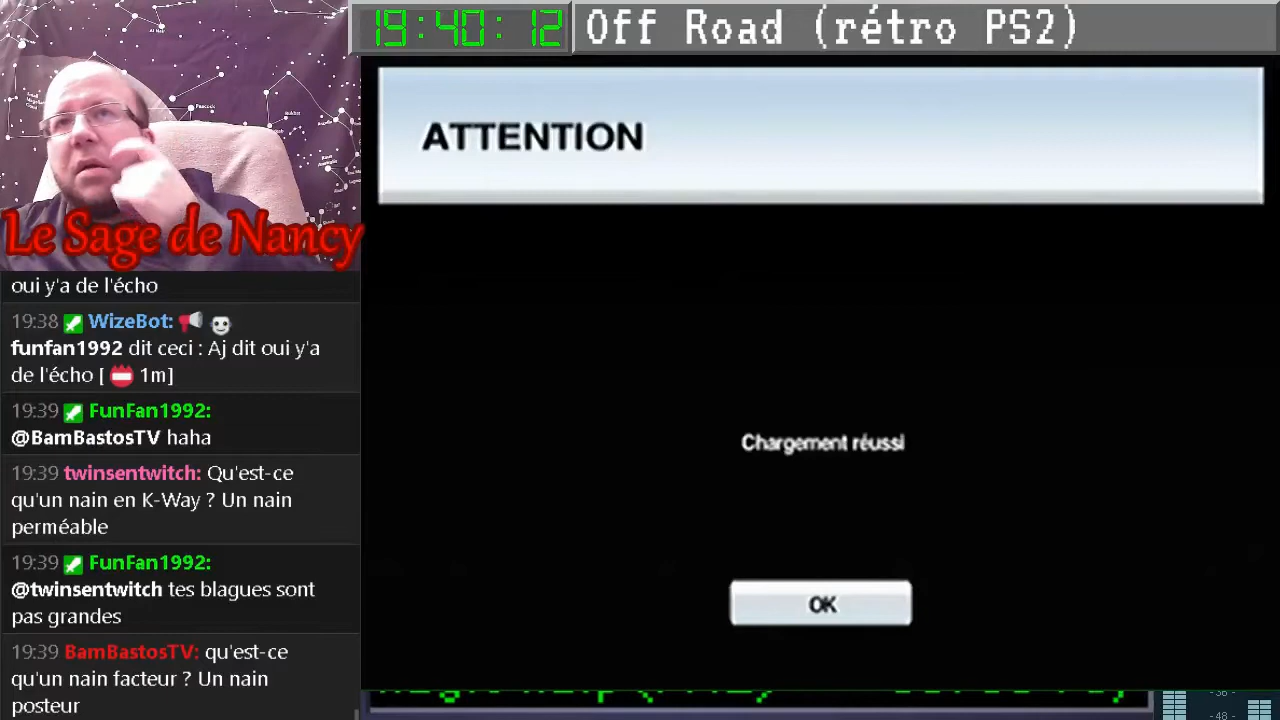 19:40:12
Off Road (rétro PS2)
ATTENTION
Le Sage de Nancy
Chargement réussi
OK
oui y'a de l'écho
19:38 WizeBot:
funfan1992 dit ceci : Aj dit oui y'a
de l'écho [ 1m]
19:39 FunFan1992:
@BamBastosTV haha
19:39 twinsentwitch: Qu'est-ce
qu'un nain en K-Way ? Un nain
perméable
19:39 FunFan1992:
@twinsentwitch tes blagues sont
pas grandes
19:39 BamBastosTV: qu'est-ce
qu'un nain facteur ? Un nain
posteur
-48-